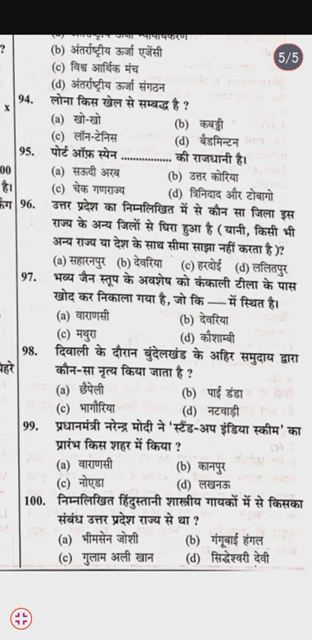 5/5
(b) अंतर्राष्ट्रीय ऊर्जा एजेंसी
(c) विश्व आर्थिक मंच
(d) अंतर्राष्ट्रीय ऊर्जा संगठन
94. लोना किस खेल से सम्बद्ध है ?
(a) खो-खो (b) कबड्डी
(c) लॉन-टेनिस (d) बैडमिन्टन
95. पोर्ट ऑफ़ स्पेन ................ की राजधानी है।
(a) सऊदी अरब (b) उत्तर कोरिया
(c) चेक गणराज्य (d) त्रिनिदाद और टोबागो
96. उत्तर प्रदेश का निम्नलिखित में से कौन सा जिला इस
राज्य के अन्य जिलों से घिरा हुआ है (यानी, किसी भी
अन्य राज्य या देश के साथ सीमा साझा नहीं करता है)?
(a) सहारनपुर (b) देवरिया (c) हरदोई (d) ललितपुर
97. भव्य जैन स्तूप के अवशेष को कंकाली टीला के पास
खोद कर निकाला गया है, जो कि — में स्थित है।
(a) वाराणसी (b) देवरिया
(c) मथुरा (d) कौशाम्बी
98. दिवाली के दौरान बुंदेलखंड के अहिर समुदाय द्वारा
कौन-सा नृत्य किया जाता है ?
(a) छैपेली (b) पाई डंडा
(c) भागौरिया (d) नटवाड़ी
99. प्रधानमंत्री नरेन्द्र मोदी ने 'स्टैंड-अप इंडिया स्कीम' का
प्रारंभ किस शहर में किया ?
(a) वाराणसी (b) कानपुर
(c) नोएडा (d) लखनऊ
100. निम्नलिखित हिंदुस्तानी शास्त्रीय गायकों में से किसका
संबंध उत्तर प्रदेश राज्य से था ?
(a) भीमसेन जोशी (b) गंगूबाई हंगल
(c) गुलाम अली खान (d) सिद्धेश्वरी देवी